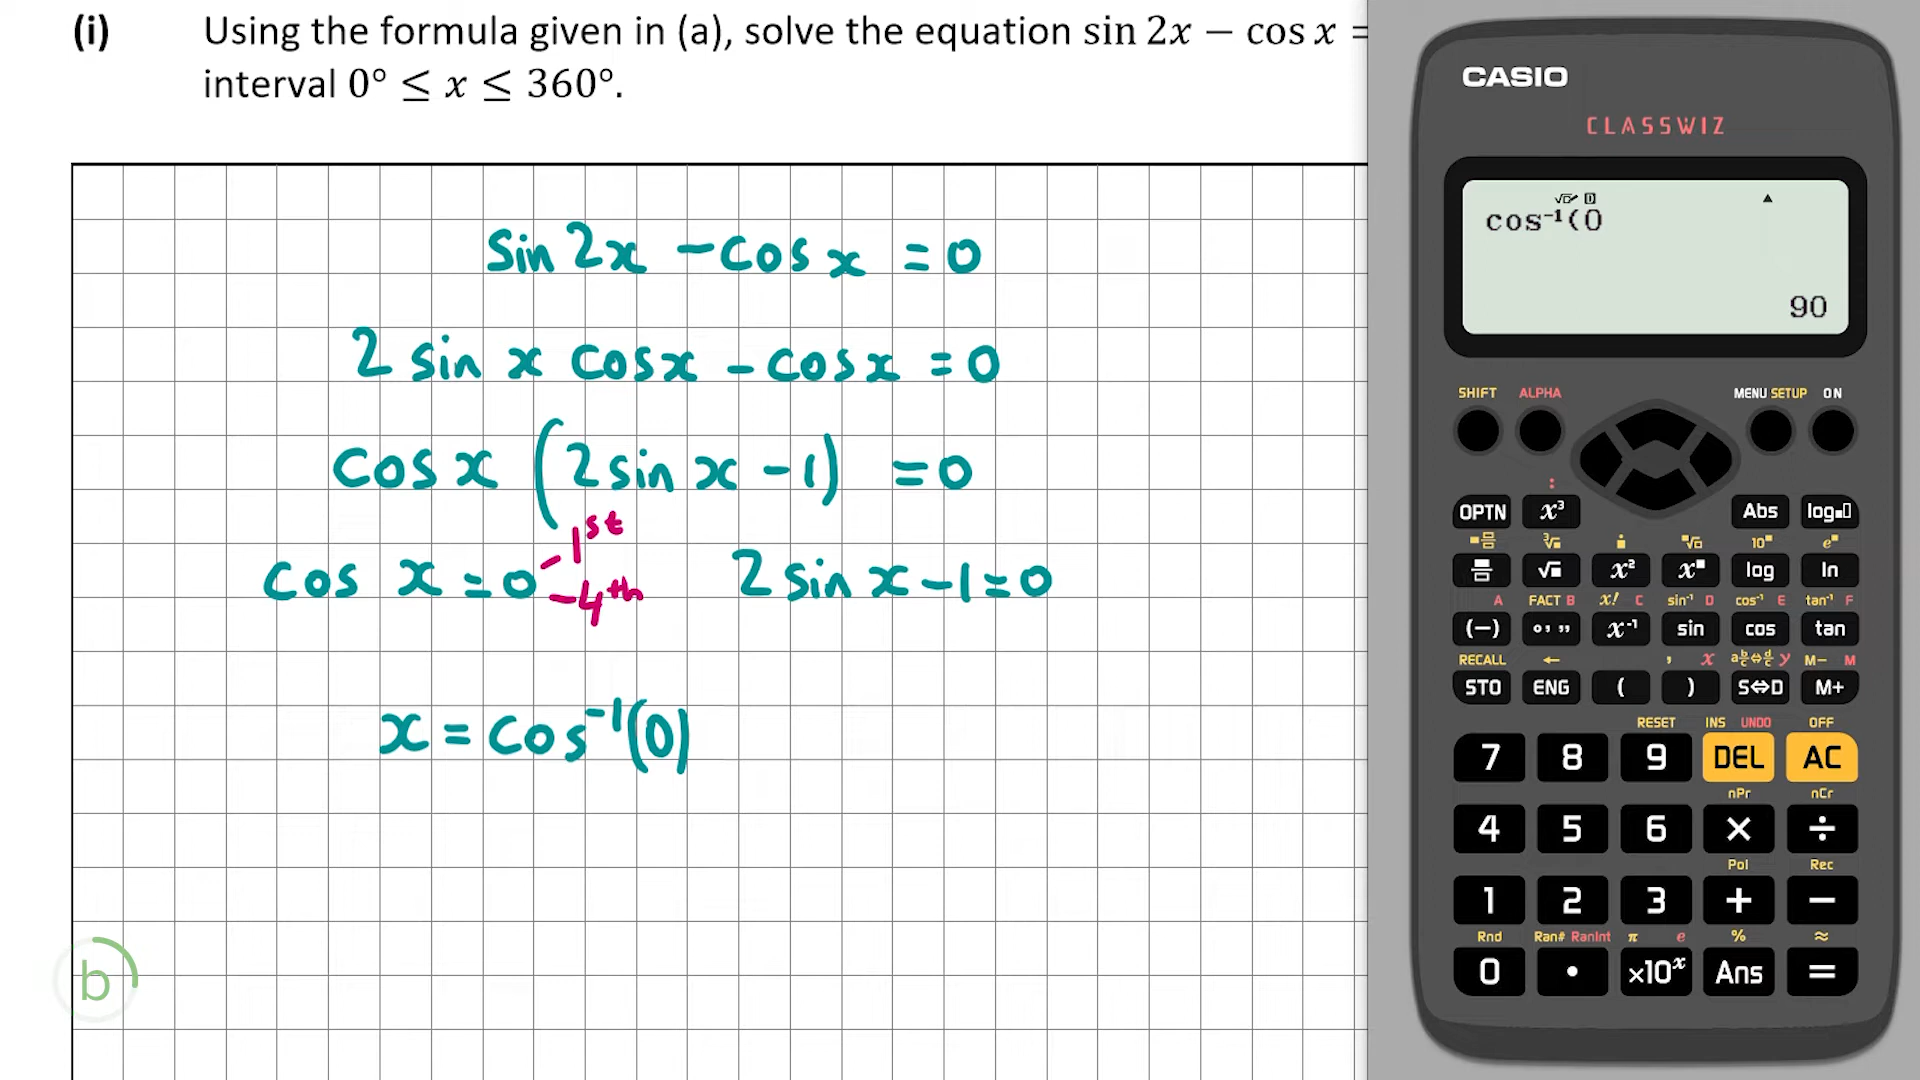 (i) Using the formula given in (a), solve the equation sin 2x − cos x =
interval 0° ≤ x ≤ 360°.
sin 2x − cos x = 0
2 sin x cos x − cos x = 0
cos x (2 sin x − 1) = 0
1st
cos x = 0 2 sin x − 1 = 0
4th
x = cos⁻¹(0)
b
CASIO
CLASSWIZ
√▱∕ D ▲
cos⁻¹(0
90
SHIFT ALPHA MENU SETUP ON
:
OPTN x³ Abs log▪▯
▪▤ ³√ ▪̇ ▪√▫ 10▪ e▪
▤ √▪ x² x▪ log ln
A FACT B x! C sin⁻¹ D cos⁻¹ E tan⁻¹ F
(−) ° ’ ” x⁻¹ sin cos tan
RECALL ← , x a b/c⇔d/c y M− M
STO ENG ( ) S⇔D M+
RESET INS UNDO OFF
7 8 9 DEL AC
nPr nCr
4 5 6 × ÷
Pol Rec
1 2 3 + −
Rnd Ran# RanInt π e % ≈
0 • ×10ˣ Ans =